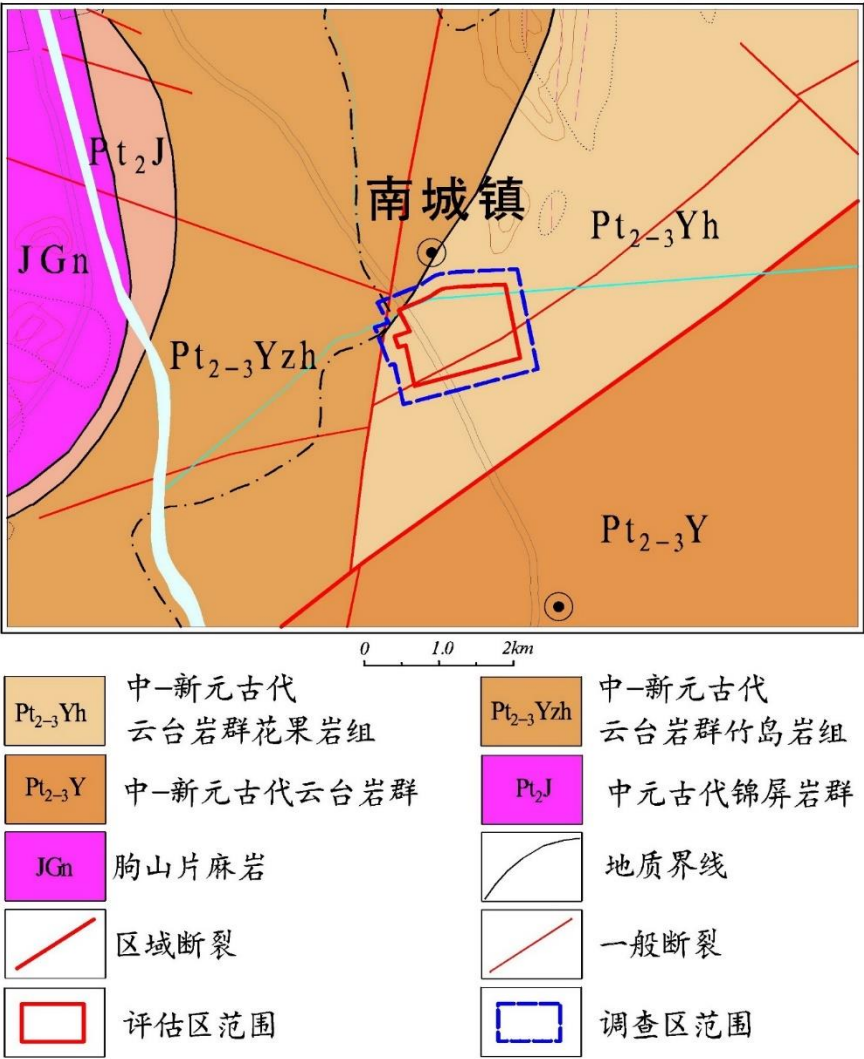 Pt₂J
南城镇
Pt₂₋₃Yh
JGn
Pt₂₋₃Yzh
Pt₂₋₃Y
0 1.0 2km
Pt₂₋₃Yh 中–新元古代
云台岩群花果岩组
Pt₂₋₃Yzh 中–新元古代
云台岩群竹岛岩组
Pt₂₋₃Y 中–新元古代云台岩群
Pt₂J 中元古代锦屏岩群
JGn 朐山片麻岩
地质界线
区域断裂
一般断裂
评估区范围
调查区范围